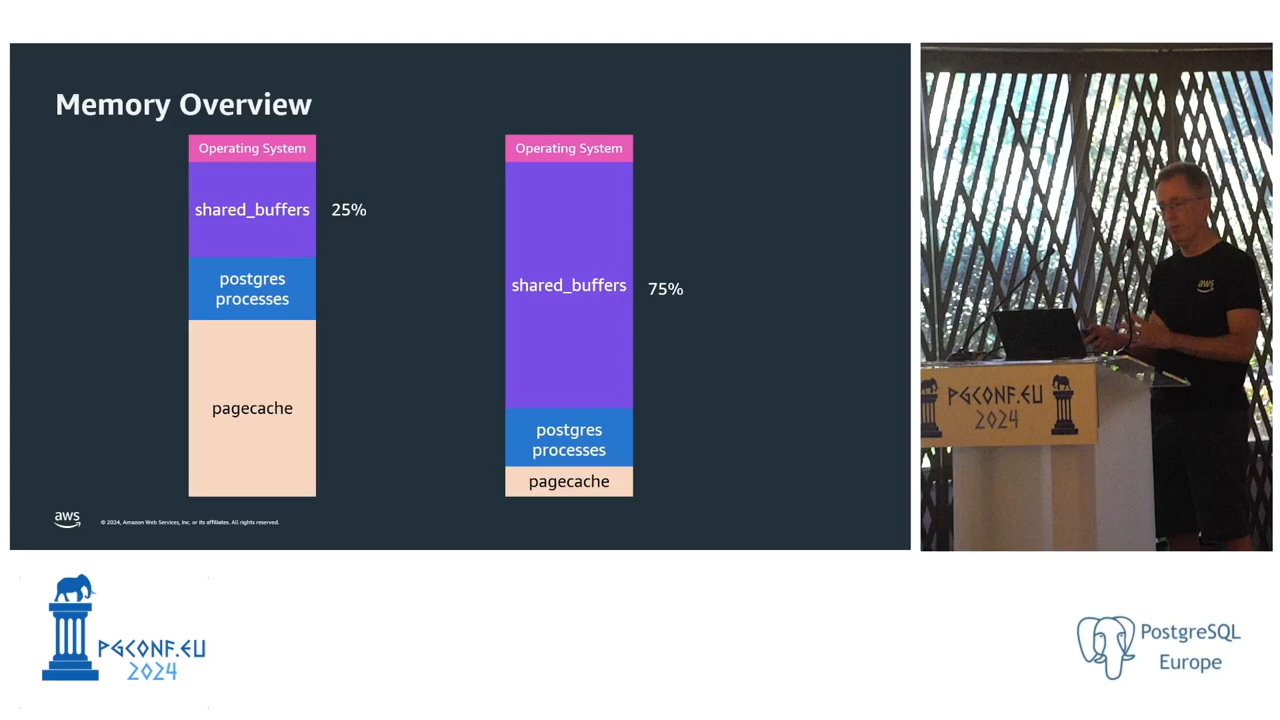 Memory Overview
Operating System
shared_buffers
25%
postgres
processes
pagecache
Operating System
shared_buffers
75%
postgres
processes
pagecache
aws
© 2024, Amazon Web Services, Inc. or its affiliates. All rights reserved.
aws
PGCONF.EU
2024
PGCONF.EU
2024
PostgreSQL
Europe